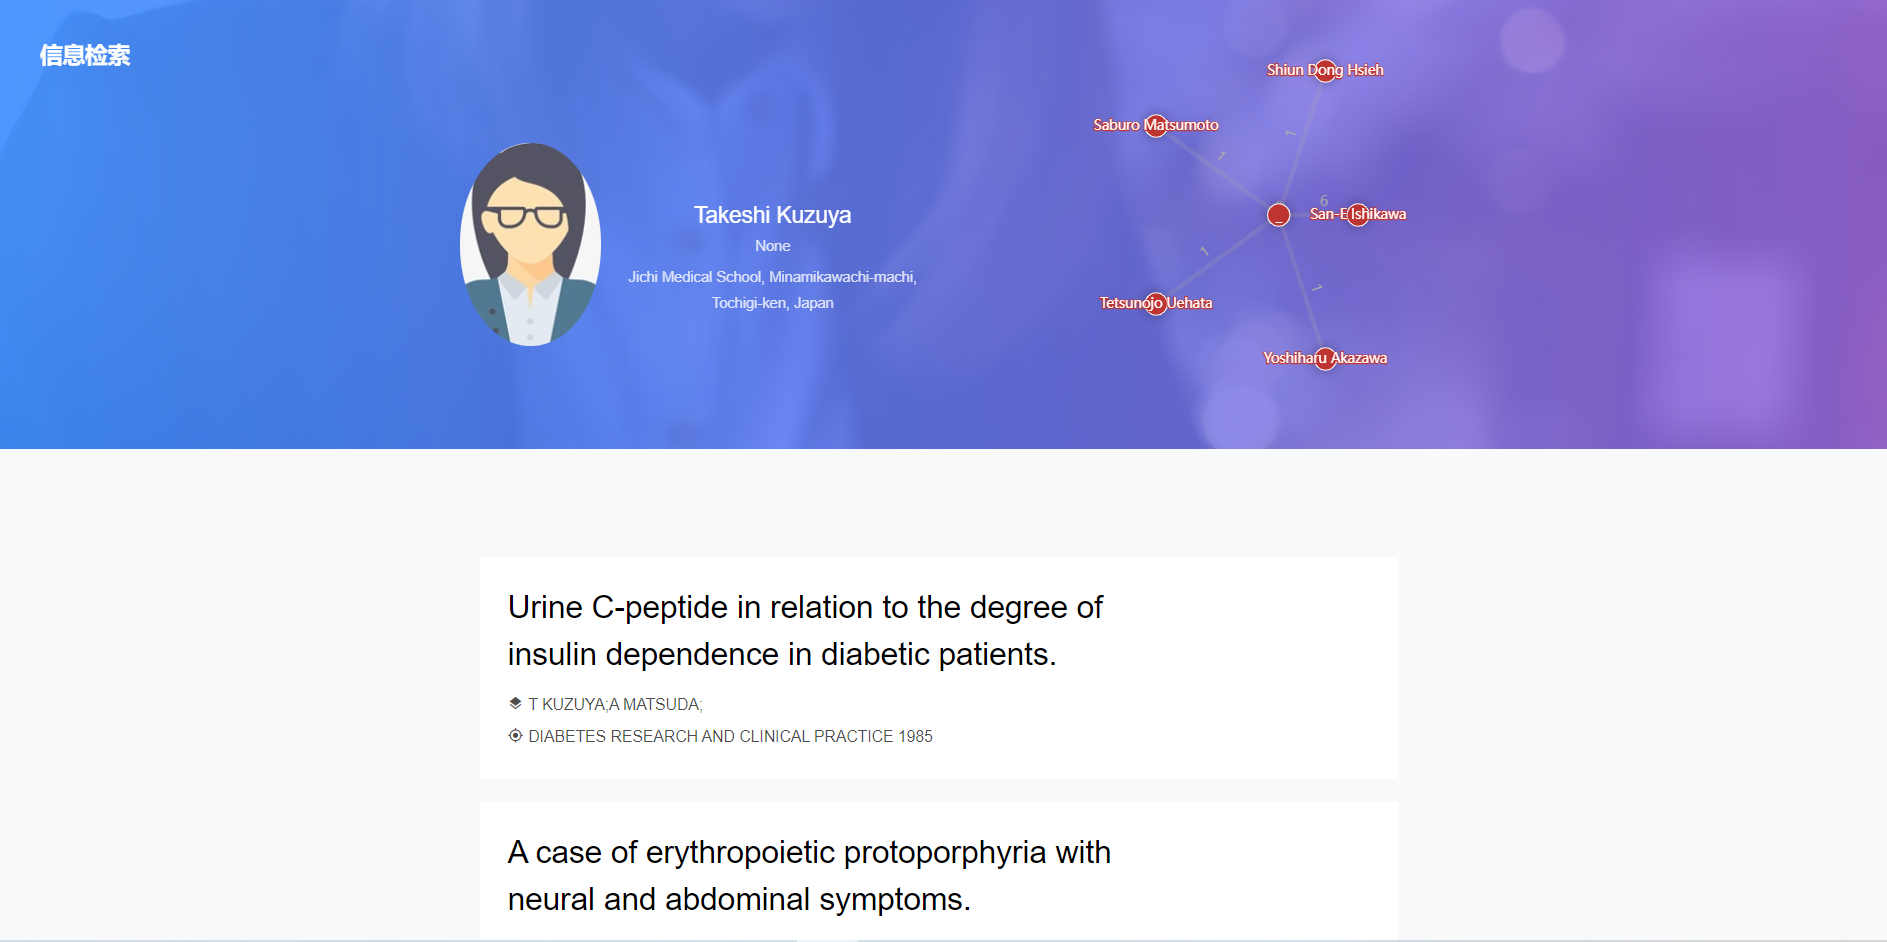 信息检索
Takeshi Kuzuya
None
Jichi Medical School, Minamikawachi-machi,
Tochigi-ken, Japan
Shiun Dong Hsieh
1
Saburo Matsumoto
1
6
San-E Ishikawa
_
1
Tetsunojo Uehata
1
Yoshiharu Akazawa
Urine C-peptide in relation to the degree of
insulin dependence in diabetic patients.
T KUZUYA;A MATSUDA;
DIABETES RESEARCH AND CLINICAL PRACTICE 1985
A case of erythropoietic protoporphyria with
neural and abdominal symptoms.